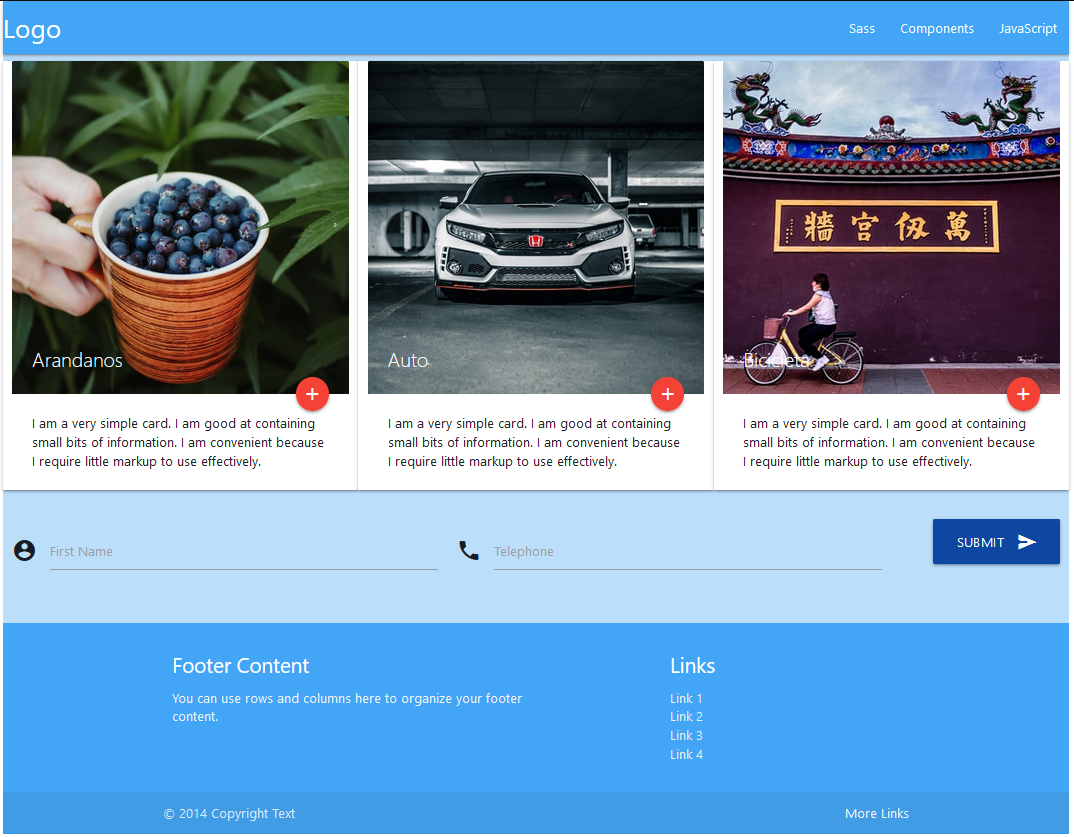 Logo
Sass Components JavaScript
萬仭宮牆
Arandanos
Auto
Bicicleta
I am a very simple card. I am good at containing
small bits of information. I am convenient because
I require little markup to use effectively.
I am a very simple card. I am good at containing
small bits of information. I am convenient because
I require little markup to use effectively.
I am a very simple card. I am good at containing
small bits of information. I am convenient because
I require little markup to use effectively.
First Name
Telephone
SUBMIT
Footer Content
You can use rows and columns here to organize your footer
content.
Links
Link 1
Link 2
Link 3
Link 4
© 2014 Copyright Text
More Links